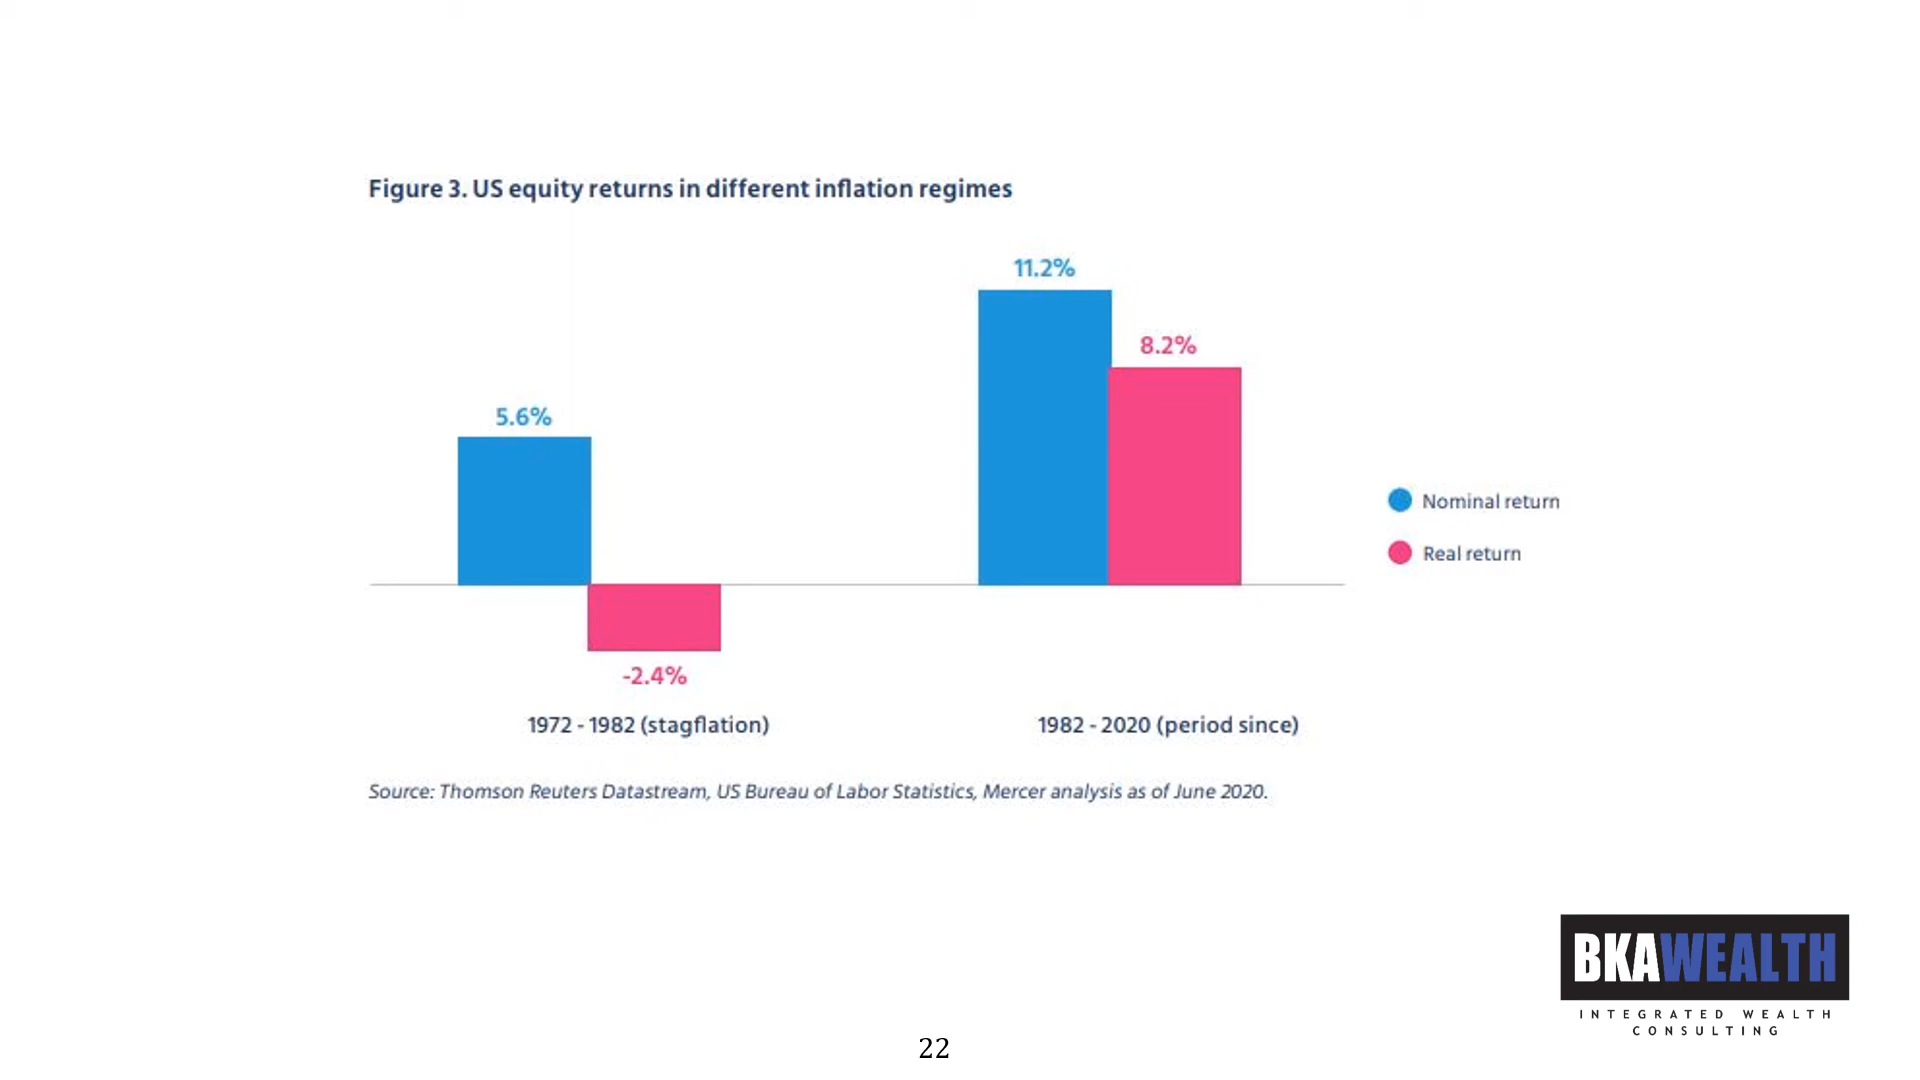 Figure 3. US equity returns in different inflation regimes
11.2%
8.2%
5.6%
Nominal return
Real return
-2.4%
1972 - 1982 (stagflation)
1982 - 2020 (period since)
Source: Thomson Reuters Datastream, US Bureau of Labor Statistics, Mercer analysis as of June 2020.
BKAWEALTH
INTEGRATED WEALTH
CONSULTING
22